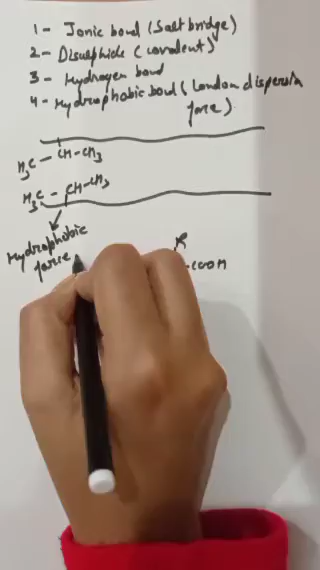 1 - Ionic bond (Salt bridge)
2 - Disulphide (covalent)
3 - Hydrogen bond
4 - Hydrophobic bond (London dispersn
force)
H3C - CH-CH3
H3C - CH-CH3
Hydrophobic
force
R
-COOH